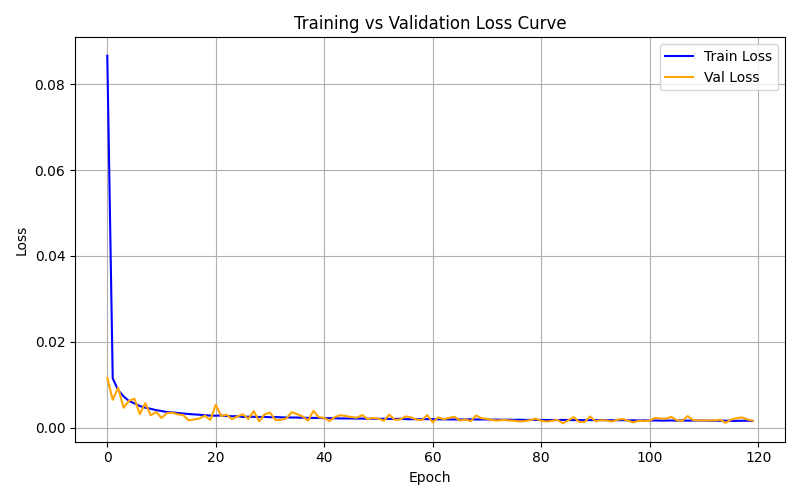 Training vs Validation Loss Curve
Train Loss
Val Loss
0.08
0.06
0.04
0.02
0.00
Loss
0 20 40 60 80 100 120
Epoch